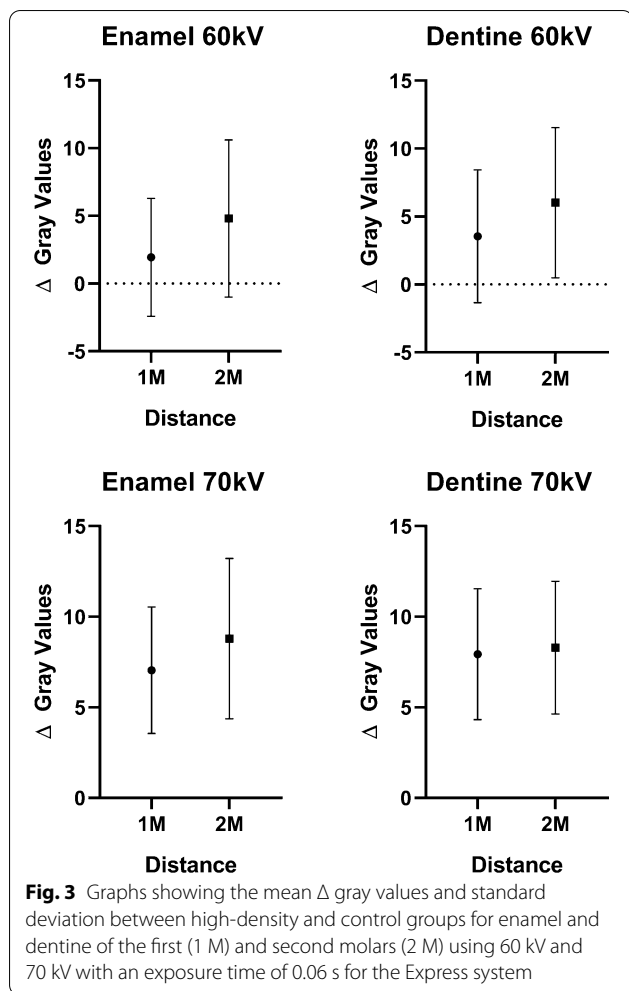 Enamel 60kV
Δ Gray Values
15
10
5
0
-5
1M 2M
Distance
Dentine 60kV
Δ Gray Values
15
10
5
0
-5
1M 2M
Distance
Enamel 70kV
Δ Gray Values
15
10
5
0
1M 2M
Distance
Dentine 70kV
Δ Gray Values
15
10
5
0
1M 2M
Distance
Fig. 3 Graphs showing the mean Δ gray values and standard
deviation between high-density and control groups for enamel and
dentine of the first (1 M) and second molars (2 M) using 60 kV and
70 kV with an exposure time of 0.06 s for the Express system